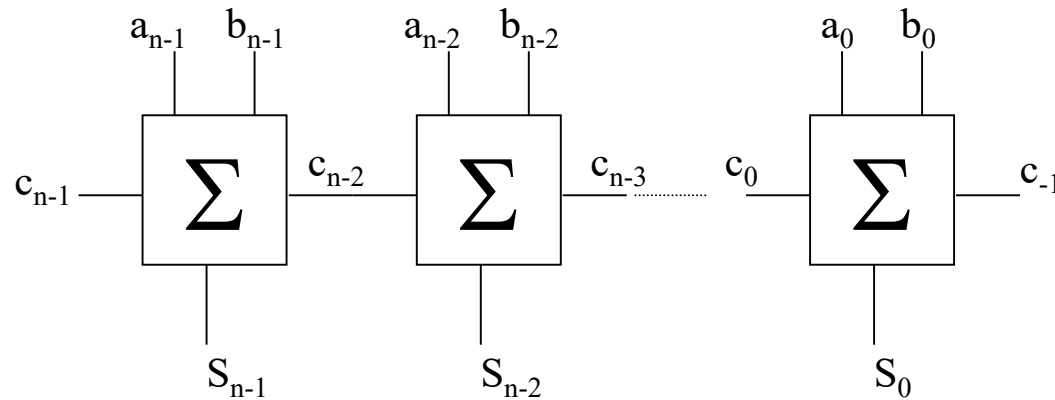 a_{n-1} b_{n-1} a_{n-2} b_{n-2} a_0 b_0
c_{n-1} Σ c_{n-2} Σ c_{n-3} c_0 Σ c_{-1}
S_{n-1} S_{n-2} S_0